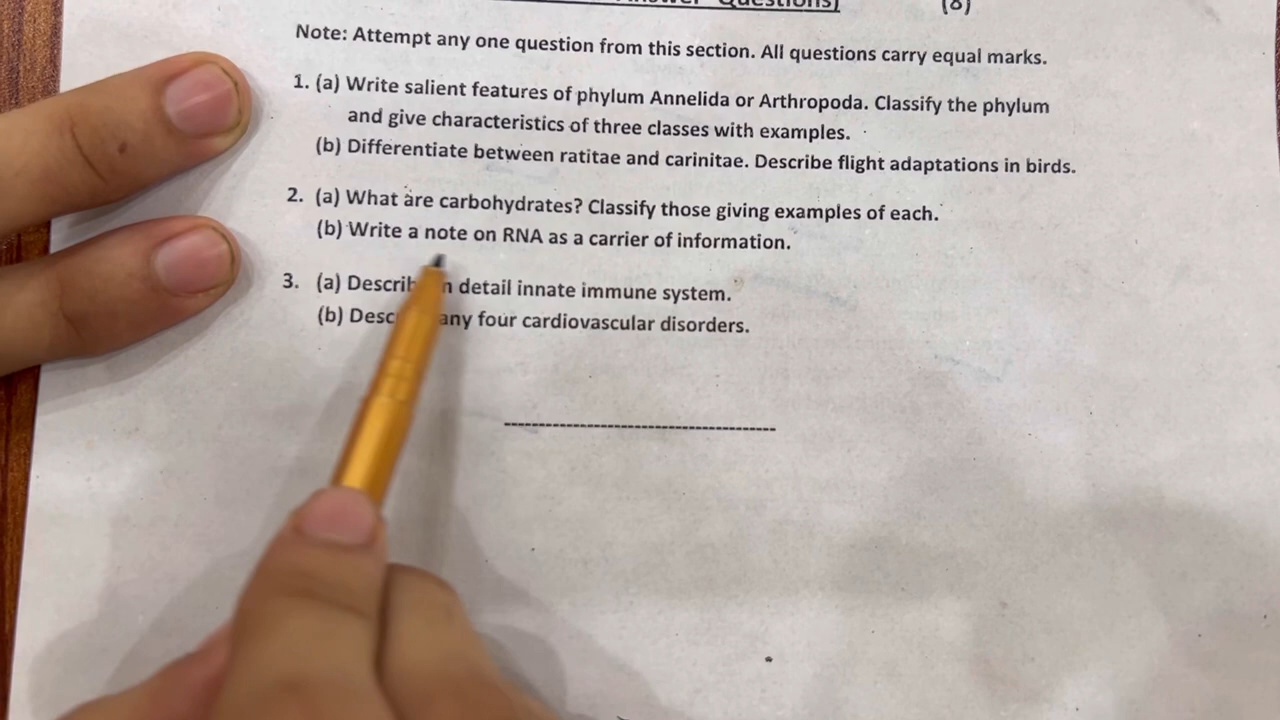 Questions)
(8)
Note: Attempt any one question from this section. All questions carry equal marks.
1. (a) Write salient features of phylum Annelida or Arthropoda. Classify the phylum
and give characteristics of three classes with examples.
(b) Differentiate between ratitae and carinitae. Describe flight adaptations in birds.
2. (a) What are carbohydrates? Classify those giving examples of each.
(b) Write a note on RNA as a carrier of information.
3. (a) detail innate immune system.
(b) any four cardiovascular disorders.